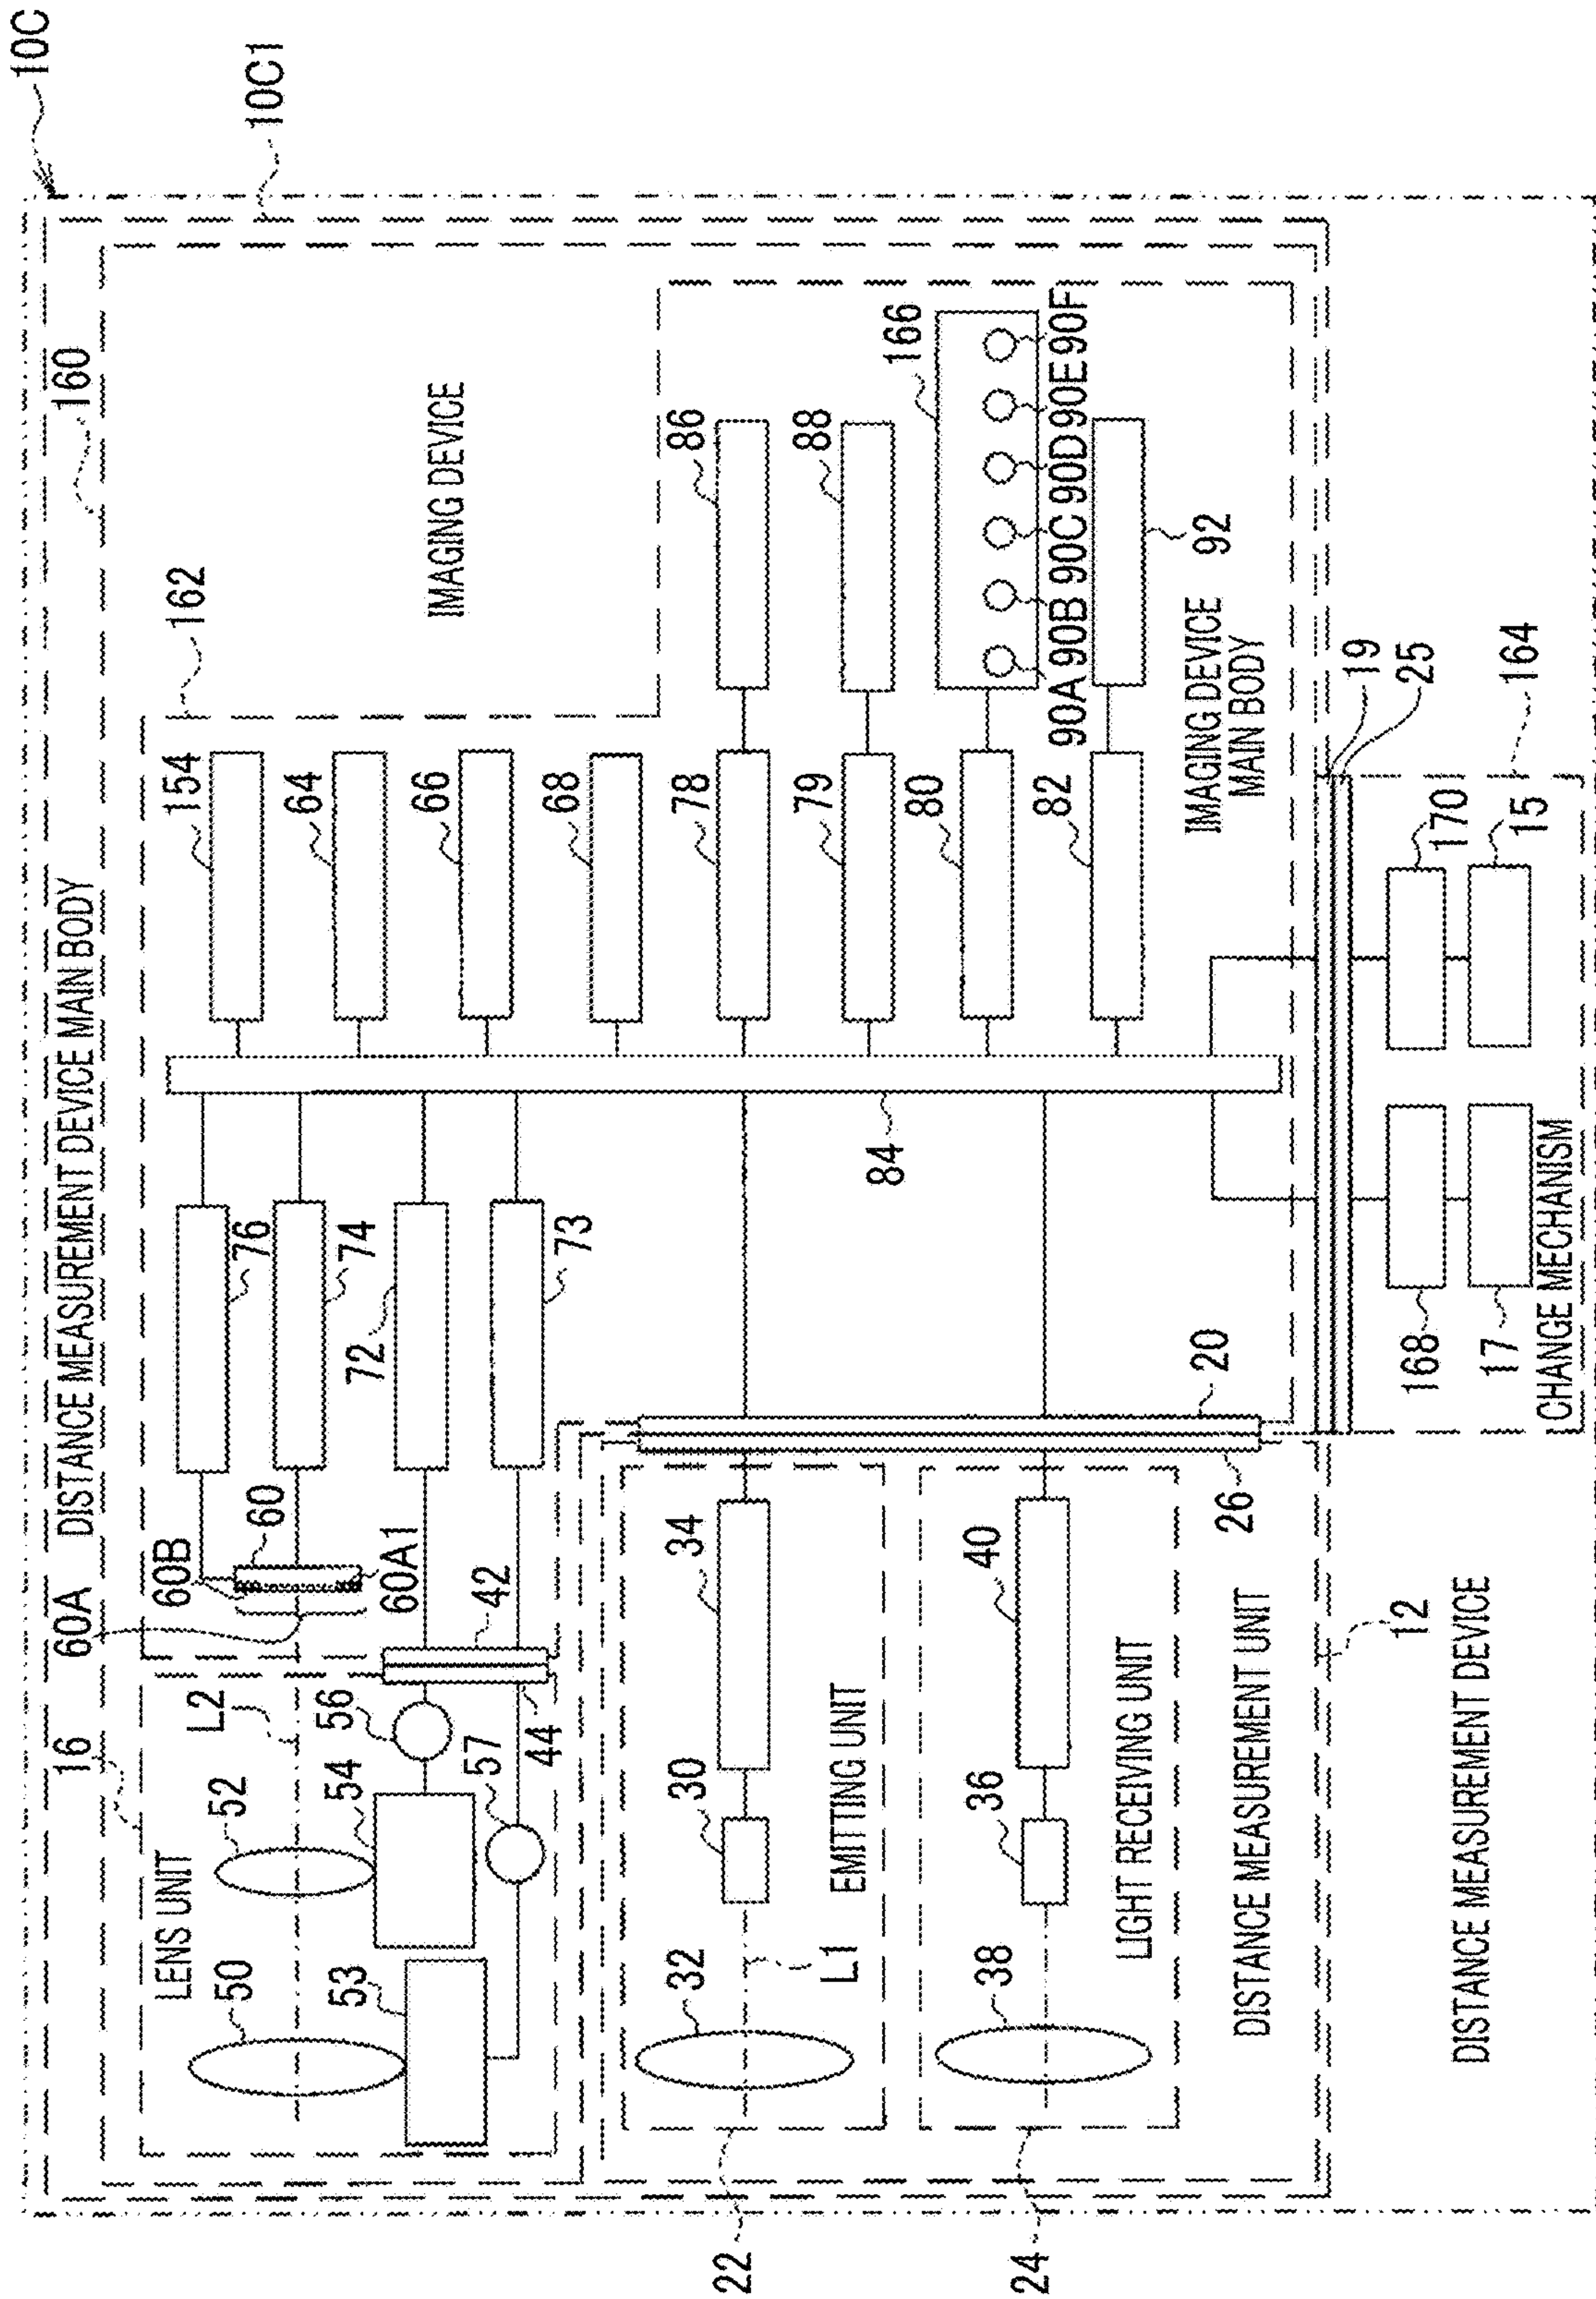 10C
10C1
DISTANCE MEASUREMENT DEVICE MAIN BODY
160
IMAGING DEVICE
162
16
60A
60B
60
60A1
76
74
72
73
154
64
66
68
78
79
80
82
86
88
166
90A 90B 90C 90D 90E 90F
92
IMAGING DEVICE
MAIN BODY
LENS UNIT
50
52
L2
53
54
56
57
44
42
84
20
26
34
30
32
L1
EMITTING UNIT
22
40
36
38
LIGHT RECEIVING UNIT
24
DISTANCE MEASUREMENT UNIT
12
19
25
164
170
15
168
17
CHANGE MECHANISM
DISTANCE MEASUREMENT DEVICE